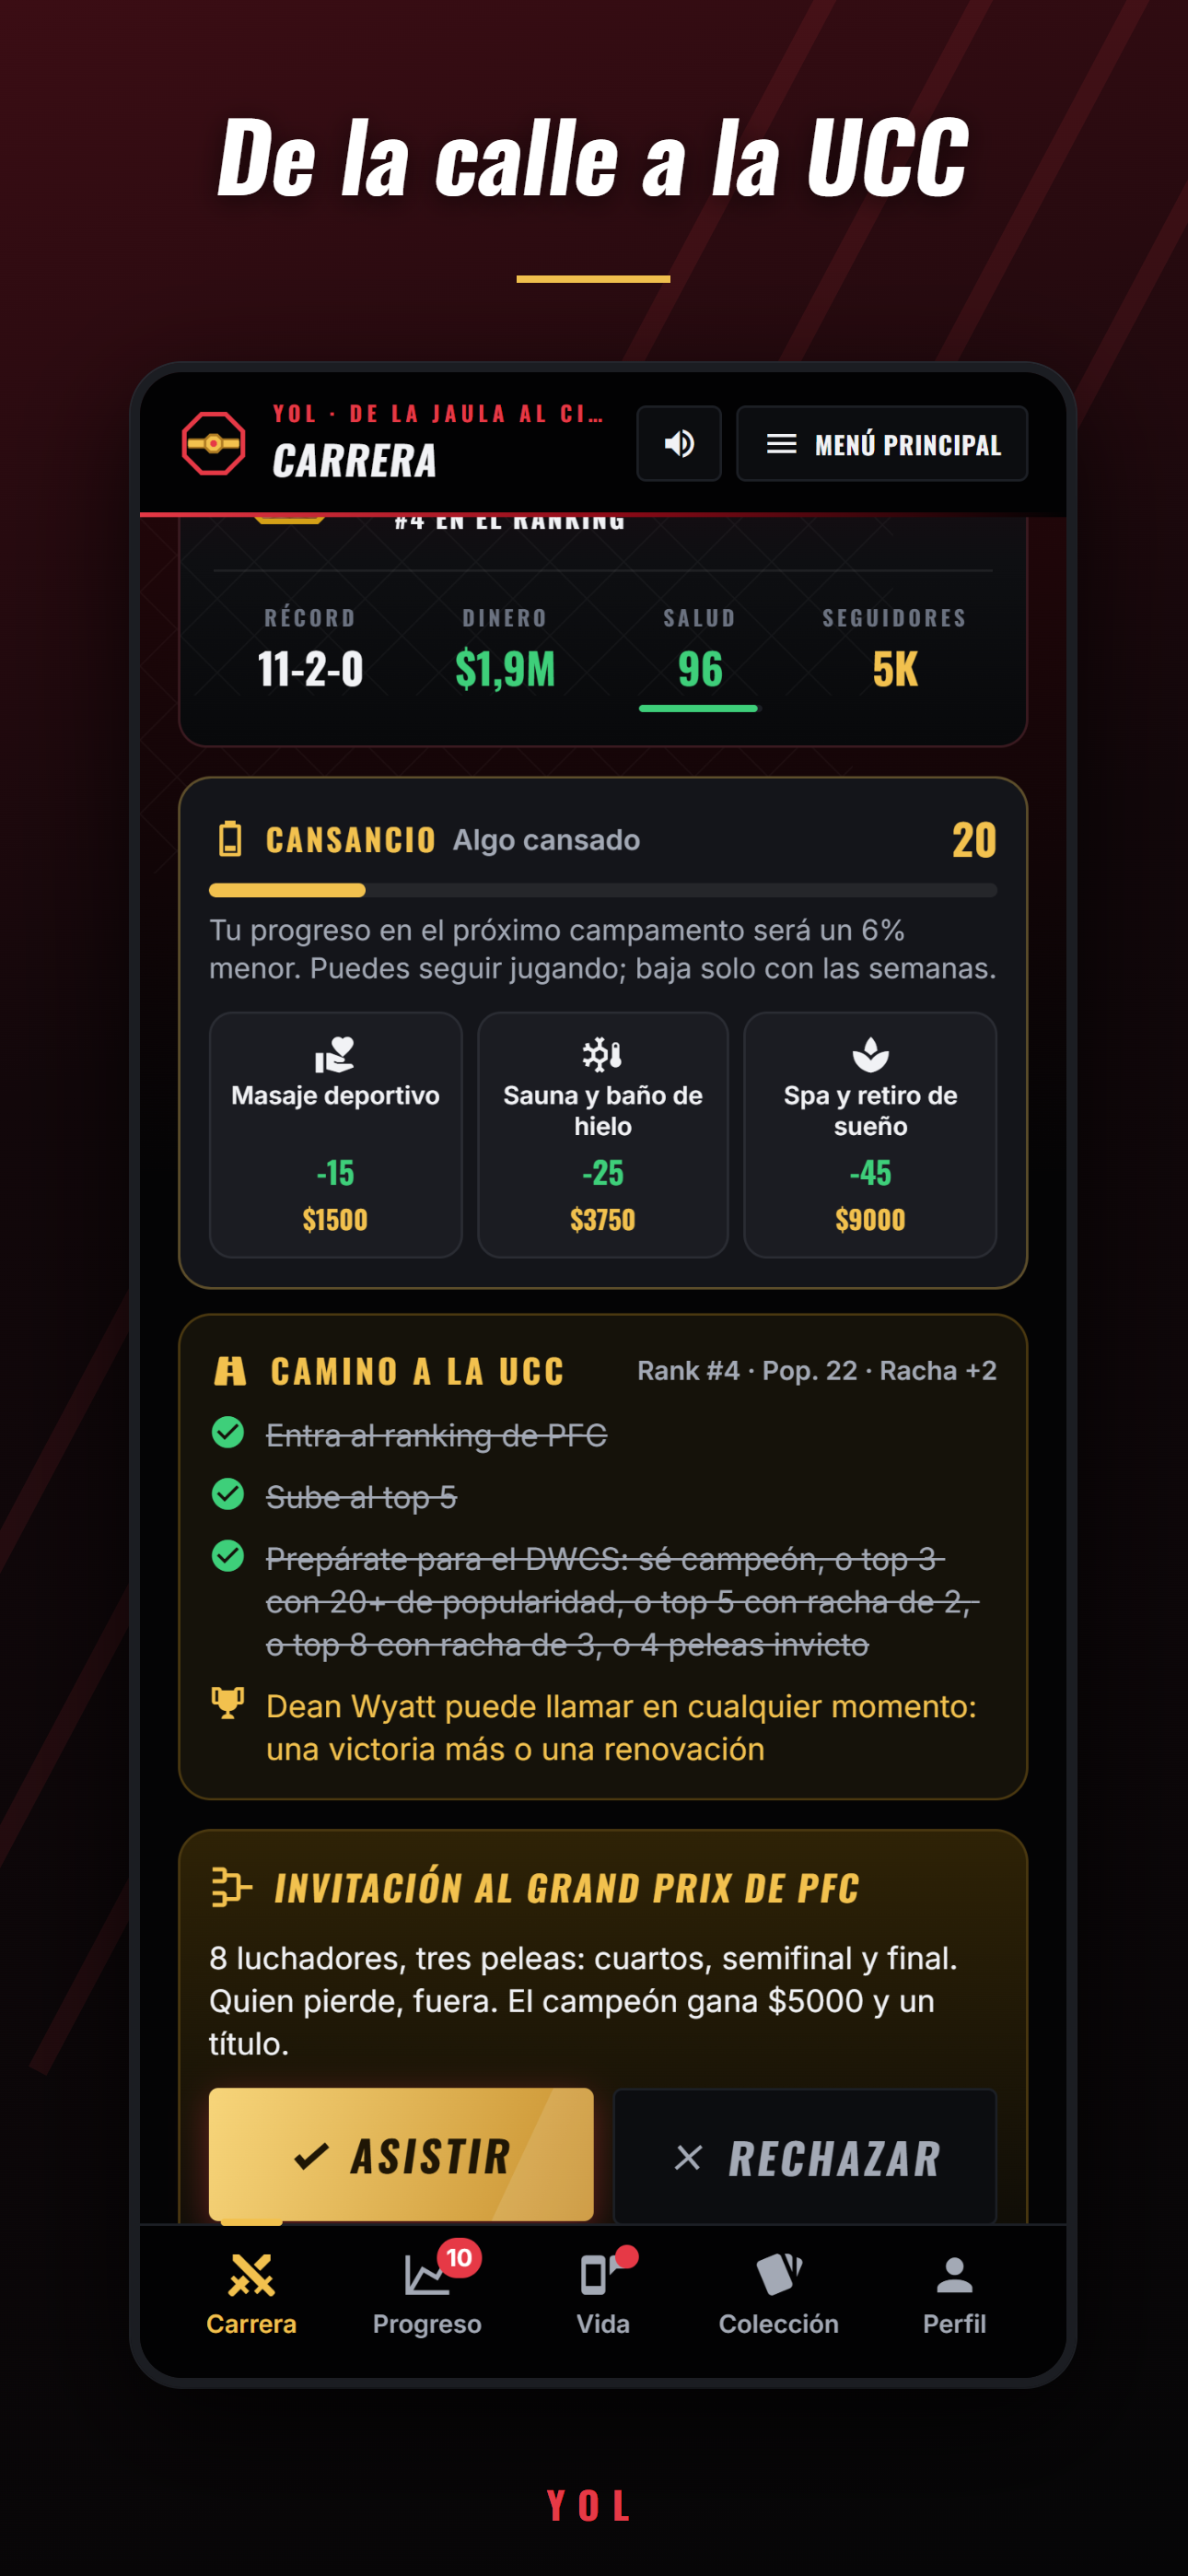 De la calle a la UCC
YOL · DE LA JAULA AL CI…
CARRERA
MENÚ PRINCIPAL
#4 EN EL RANKING
RÉCORD DINERO SALUD SEGUIDORES
11-2-0 $1,9M 96 5K
CANSANCIO Algo cansado 20
Tu progreso en el próximo campamento será un 6%
menor. Puedes seguir jugando; baja solo con las semanas.
Masaje deportivo
-15
$1500
Sauna y baño de
hielo
-25
$3750
Spa y retiro de
sueño
-45
$9000
CAMINO A LA UCC Rank #4 · Pop. 22 · Racha +2
Entra al ranking de PFC
Sube al top 5
Prepárate para el DWCS: sé campeón, o top 3
con 20+ de popularidad, o top 5 con racha de 2,
o top 8 con racha de 3, o 4 peleas invicto
Dean Wyatt puede llamar en cualquier momento:
una victoria más o una renovación
INVITACIÓN AL GRAND PRIX DE PFC
8 luchadores, tres peleas: cuartos, semifinal y final.
Quien pierde, fuera. El campeón gana $5000 y un
título.
ASISTIR RECHAZAR
10
Carrera Progreso Vida Colección Perfil
YOL